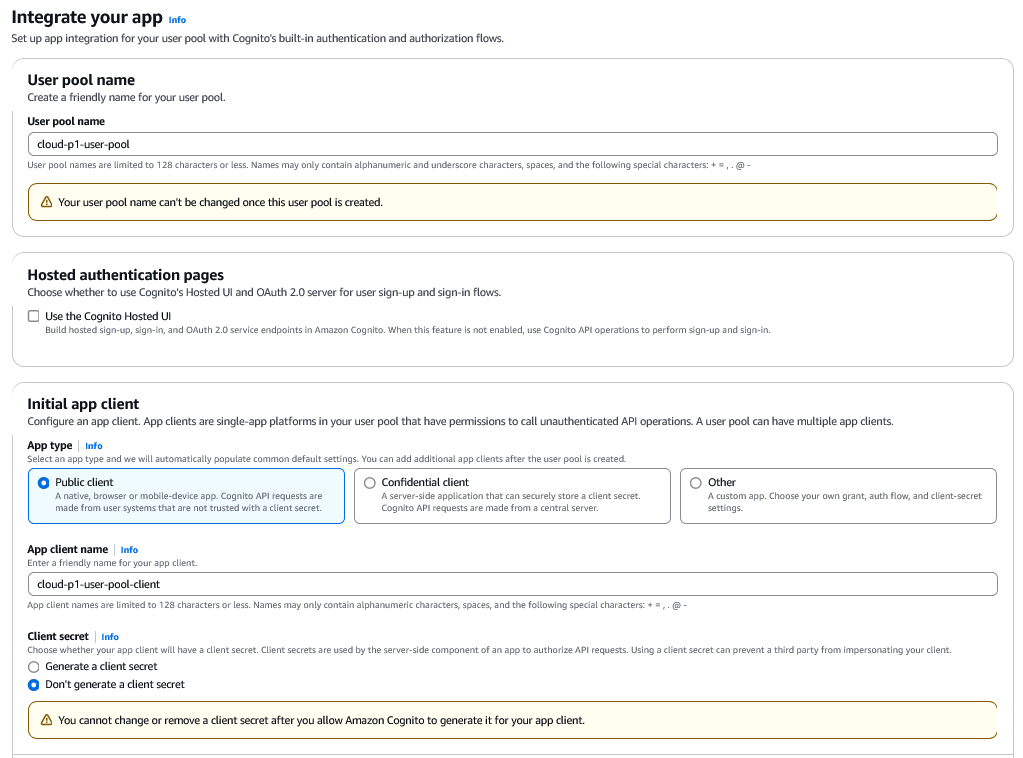 Integrate your app Info
Set up app integration for your user pool with Cognito's built-in authentication and authorization flows.
User pool name
Create a friendly name for your user pool.
User pool name
cloud-p1-user-pool
User pool names are limited to 128 characters or less. Names may only contain alphanumeric and underscore characters, spaces, and the following special characters: + = , . @ -
Your user pool name can't be changed once this user pool is created.
Hosted authentication pages
Choose whether to use Cognito's Hosted UI and OAuth 2.0 server for user sign-up and sign-in flows.
Use the Cognito Hosted UI
Build hosted sign-up, sign-in, and OAuth 2.0 service endpoints in Amazon Cognito. When this feature is not enabled, use Cognito API operations to perform sign-up and sign-in.
Initial app client
Configure an app client. App clients are single-app platforms in your user pool that have permissions to call unauthenticated API operations. A user pool can have multiple app clients.
App type Info
Select an app type and we will automatically populate common default settings. You can add additional app clients after the user pool is created.
Public client
A native, browser or mobile-device app. Cognito API requests are
made from user systems that are not trusted with a client secret.
Confidential client
A server-side application that can securely store a client secret.
Cognito API requests are made from a central server.
Other
A custom app. Choose your own grant, auth flow, and client-secret
settings.
App client name Info
Enter a friendly name for your app client.
cloud-p1-user-pool-client
App client names are limited to 128 characters or less. Names may only contain alphanumeric characters, spaces, and the following special characters: + = , . @ -
Client secret Info
Choose whether your app client will have a client secret. Client secrets are used by the server-side component of an app to authorize API requests. Using a client secret can prevent a third party from impersonating your client.
Generate a client secret
Don't generate a client secret
You cannot change or remove a client secret after you allow Amazon Cognito to generate it for your app client.